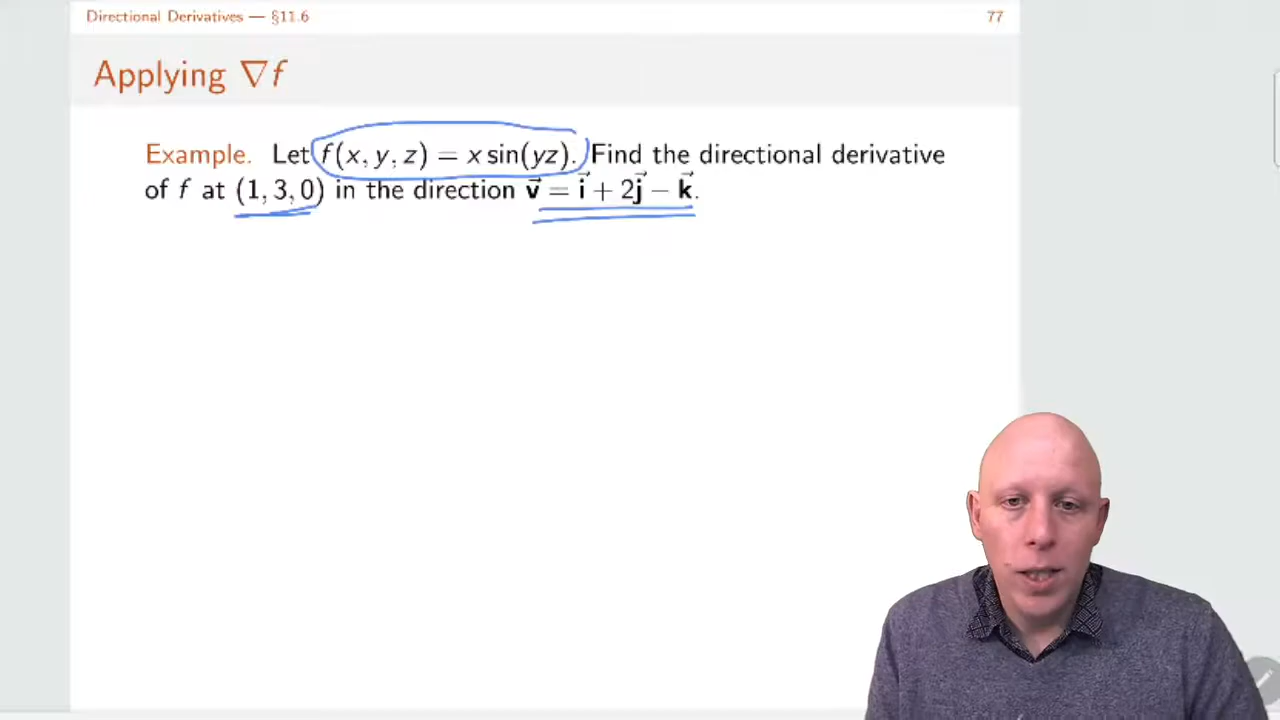 Directional Derivatives — §11.6 77
Applying ∇f
Example. Let f(x, y, z) = x sin(yz). Find the directional derivative
of f at (1, 3, 0) in the direction v⃗ = i⃗ + 2j⃗ − k⃗.